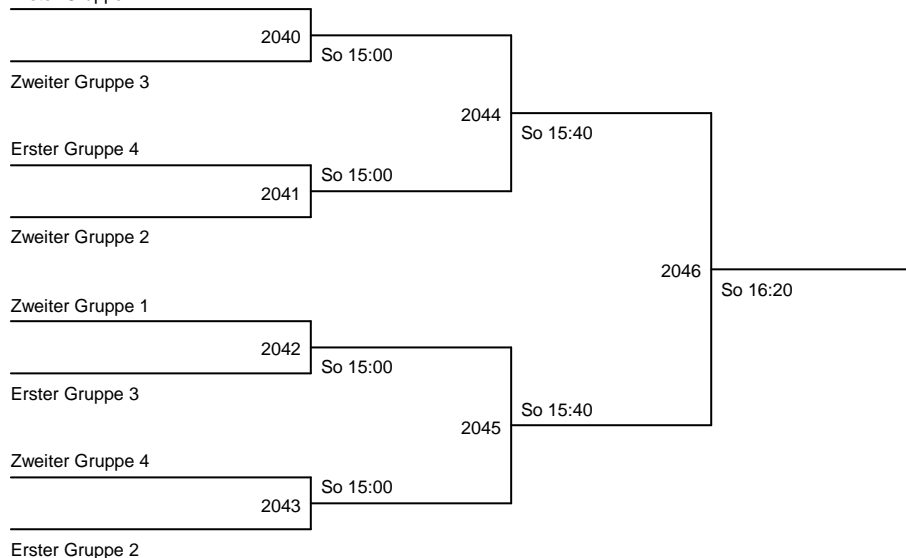 2040
So 15:00
Zweiter Gruppe 3
2044
So 15:40
Erster Gruppe 4
So 15:00
2041
Zweiter Gruppe 2
2046
So 16:20
Zweiter Gruppe 1
2042
So 15:00
Erster Gruppe 3
So 15:40
2045
Zweiter Gruppe 4
So 15:00
2043
Erster Gruppe 2